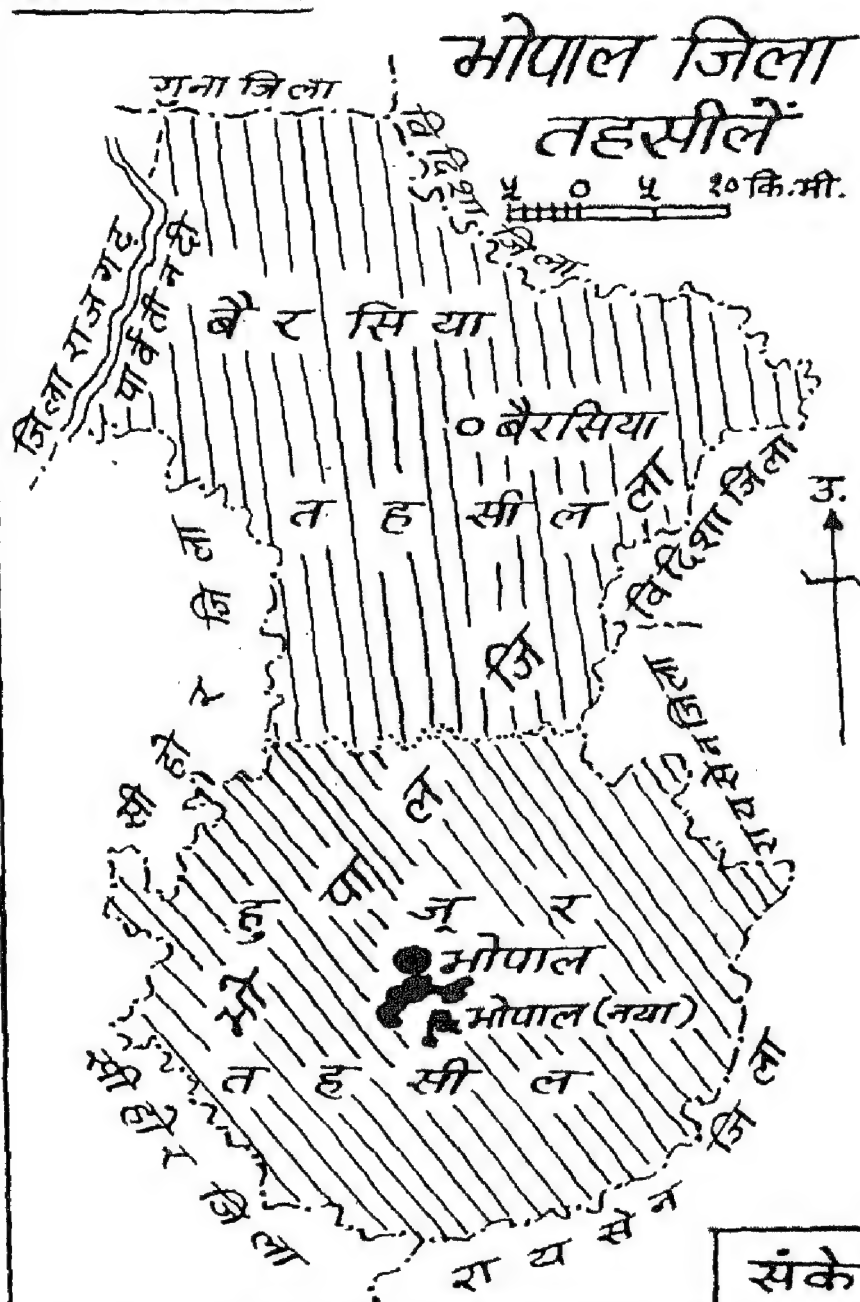 भोपाल जिला
तहसीलें
५ ० ५ १० कि.मी.
गुना जिला
विदिशा जिला
जिला राजगढ़
पार्वती नदी
बैरसिया
बैरसिया
तहसील
विदिशा जिला
उ.
सीहोर जिला
रायसेन जिला
भोपाल जिला
हुजूर
भोपाल
भोपाल (नया)
तहसील
सीहोर जिला
रायसेन जिला
संके